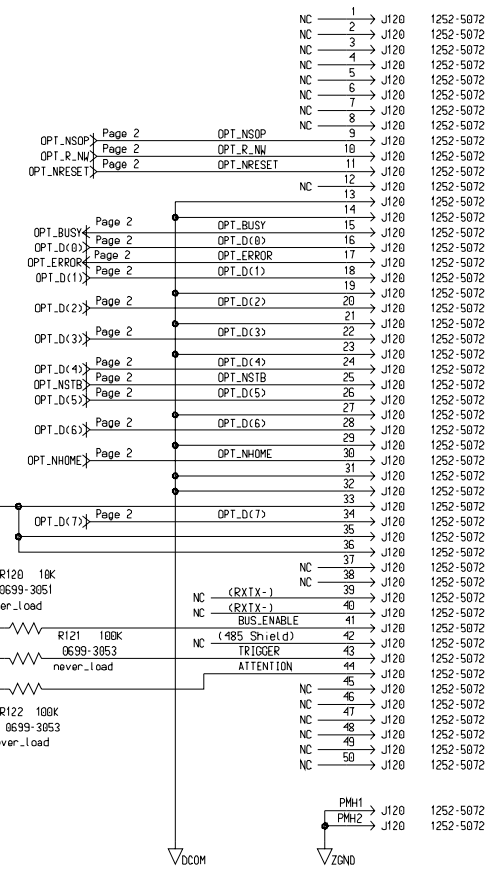 NC 1 J120 1252-5072
NC 2 J120 1252-5072
NC 3 J120 1252-5072
NC 4 J120 1252-5072
NC 5 J120 1252-5072
NC 6 J120 1252-5072
NC 7 J120 1252-5072
NC 8 J120 1252-5072
OPT_NSOP Page 2 OPT_NSOP 9 J120 1252-5072
OPT_R_NW Page 2 OPT_R_NW 10 J120 1252-5072
OPT_NRESET Page 2 OPT_NRESET 11 J120 1252-5072
NC 12 J120 1252-5072
13 J120 1252-5072
14 J120 1252-5072
OPT_BUSY Page 2 OPT_BUSY 15 J120 1252-5072
OPT_D(0) Page 2 OPT_D(0) 16 J120 1252-5072
OPT_ERROR Page 2 OPT_ERROR 17 J120 1252-5072
OPT_D(1) Page 2 OPT_D(1) 18 J120 1252-5072
19 J120 1252-5072
OPT_D(2) Page 2 OPT_D(2) 20 J120 1252-5072
21 J120 1252-5072
OPT_D(3) Page 2 OPT_D(3) 22 J120 1252-5072
23 J120 1252-5072
OPT_D(4) Page 2 OPT_D(4) 24 J120 1252-5072
OPT_NSTB Page 2 OPT_NSTB 25 J120 1252-5072
OPT_D(5) Page 2 OPT_D(5) 26 J120 1252-5072
27 J120 1252-5072
OPT_D(6) Page 2 OPT_D(6) 28 J120 1252-5072
29 J120 1252-5072
OPT_NHOME Page 2 OPT_NHOME 30 J120 1252-5072
31 J120 1252-5072
32 J120 1252-5072
33 J120 1252-5072
OPT_D(7) Page 2 OPT_D(7) 34 J120 1252-5072
35 J120 1252-5072
36 J120 1252-5072
NC 37 J120 1252-5072
R120 10K NC 38 J120 1252-5072
0699-3051 NC (RXTX-) 39 J120 1252-5072
er_load NC (RXTX-) 40 J120 1252-5072
BUS_ENABLE 41 J120 1252-5072
R121 100K NC (485 Shield) 42 J120 1252-5072
0699-3053 TRIGGER 43 J120 1252-5072
never_load ATTENTION 44 J120 1252-5072
NC 45 J120 1252-5072
NC 46 J120 1252-5072
R122 100K NC 47 J120 1252-5072
0699-3053 NC 48 J120 1252-5072
ver_load NC 49 J120 1252-5072
NC 50 J120 1252-5072
PMH1 J120 1252-5072
PMH2 J120 1252-5072
DCOM ZGND